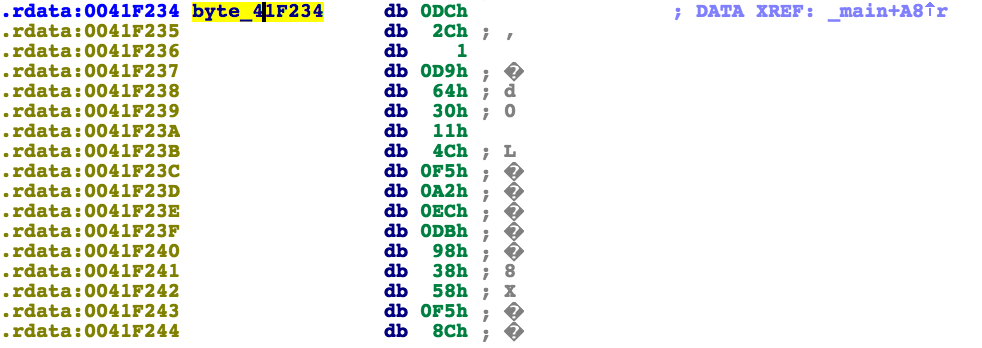 .rdata:0041F234 byte_41F234 db 0DCh ; DATA XREF: _main+A8↑r
.rdata:0041F235 db 2Ch ; ,
.rdata:0041F236 db 1
.rdata:0041F237 db 0D9h ; �
.rdata:0041F238 db 64h ; d
.rdata:0041F239 db 30h ; 0
.rdata:0041F23A db 11h
.rdata:0041F23B db 4Ch ; L
.rdata:0041F23C db 0F5h ; �
.rdata:0041F23D db 0A2h ; �
.rdata:0041F23E db 0ECh ; �
.rdata:0041F23F db 0DBh ; �
.rdata:0041F240 db 98h ; �
.rdata:0041F241 db 38h ; 8
.rdata:0041F242 db 58h ; X
.rdata:0041F243 db 0F5h ; �
.rdata:0041F244 db 8Ch ; �